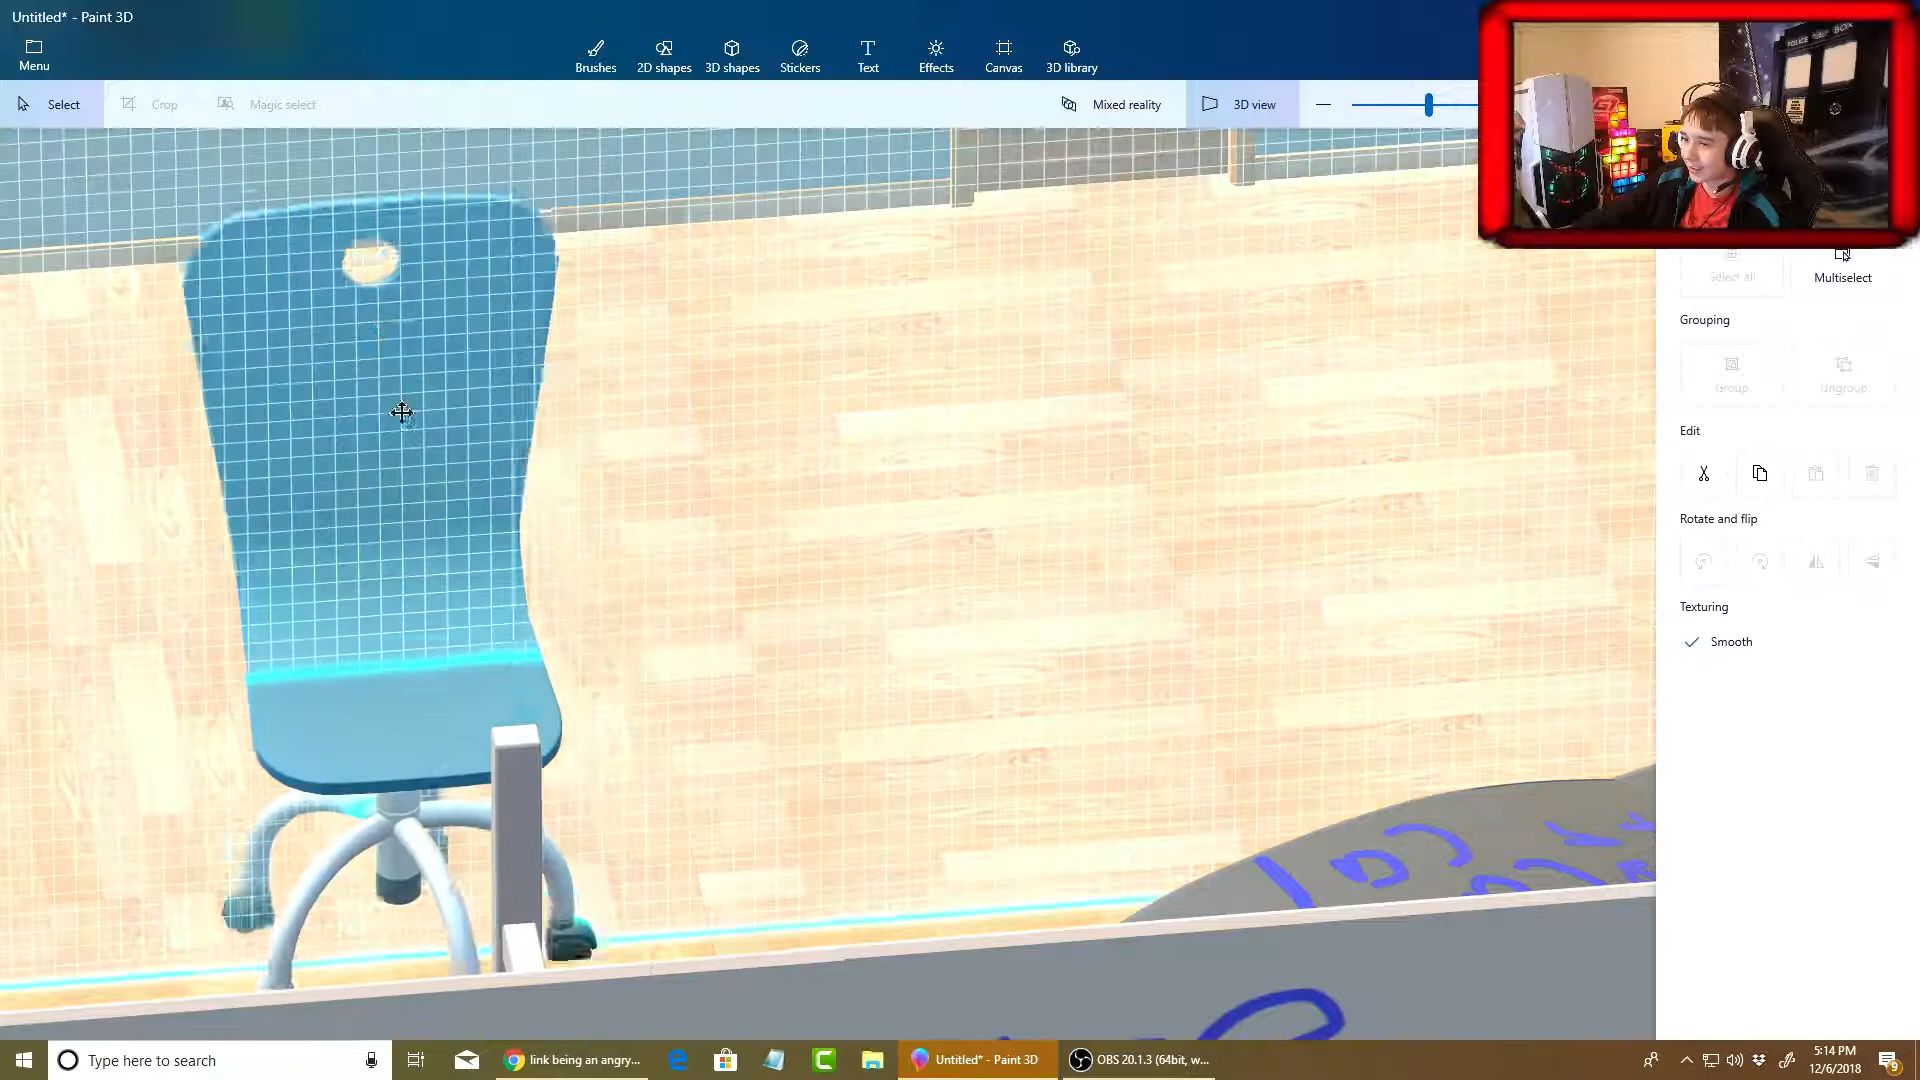 Untitled* - Paint 3D
Menu
Brushes
2D shapes
3D shapes
Stickers
Text
Effects
Canvas
3D library
Select
Crop
Magic select
Mixed reality
3D view
POLICE BOX
Select all
Multiselect
Grouping
Group
Ungroup
Edit
Rotate and flip
Texturing
Smooth
Type here to search
link being an angry...
Untitled* - Paint 3D
OBS 20.1.3 (64bit, w...
5:14 PM
12/6/2018
9